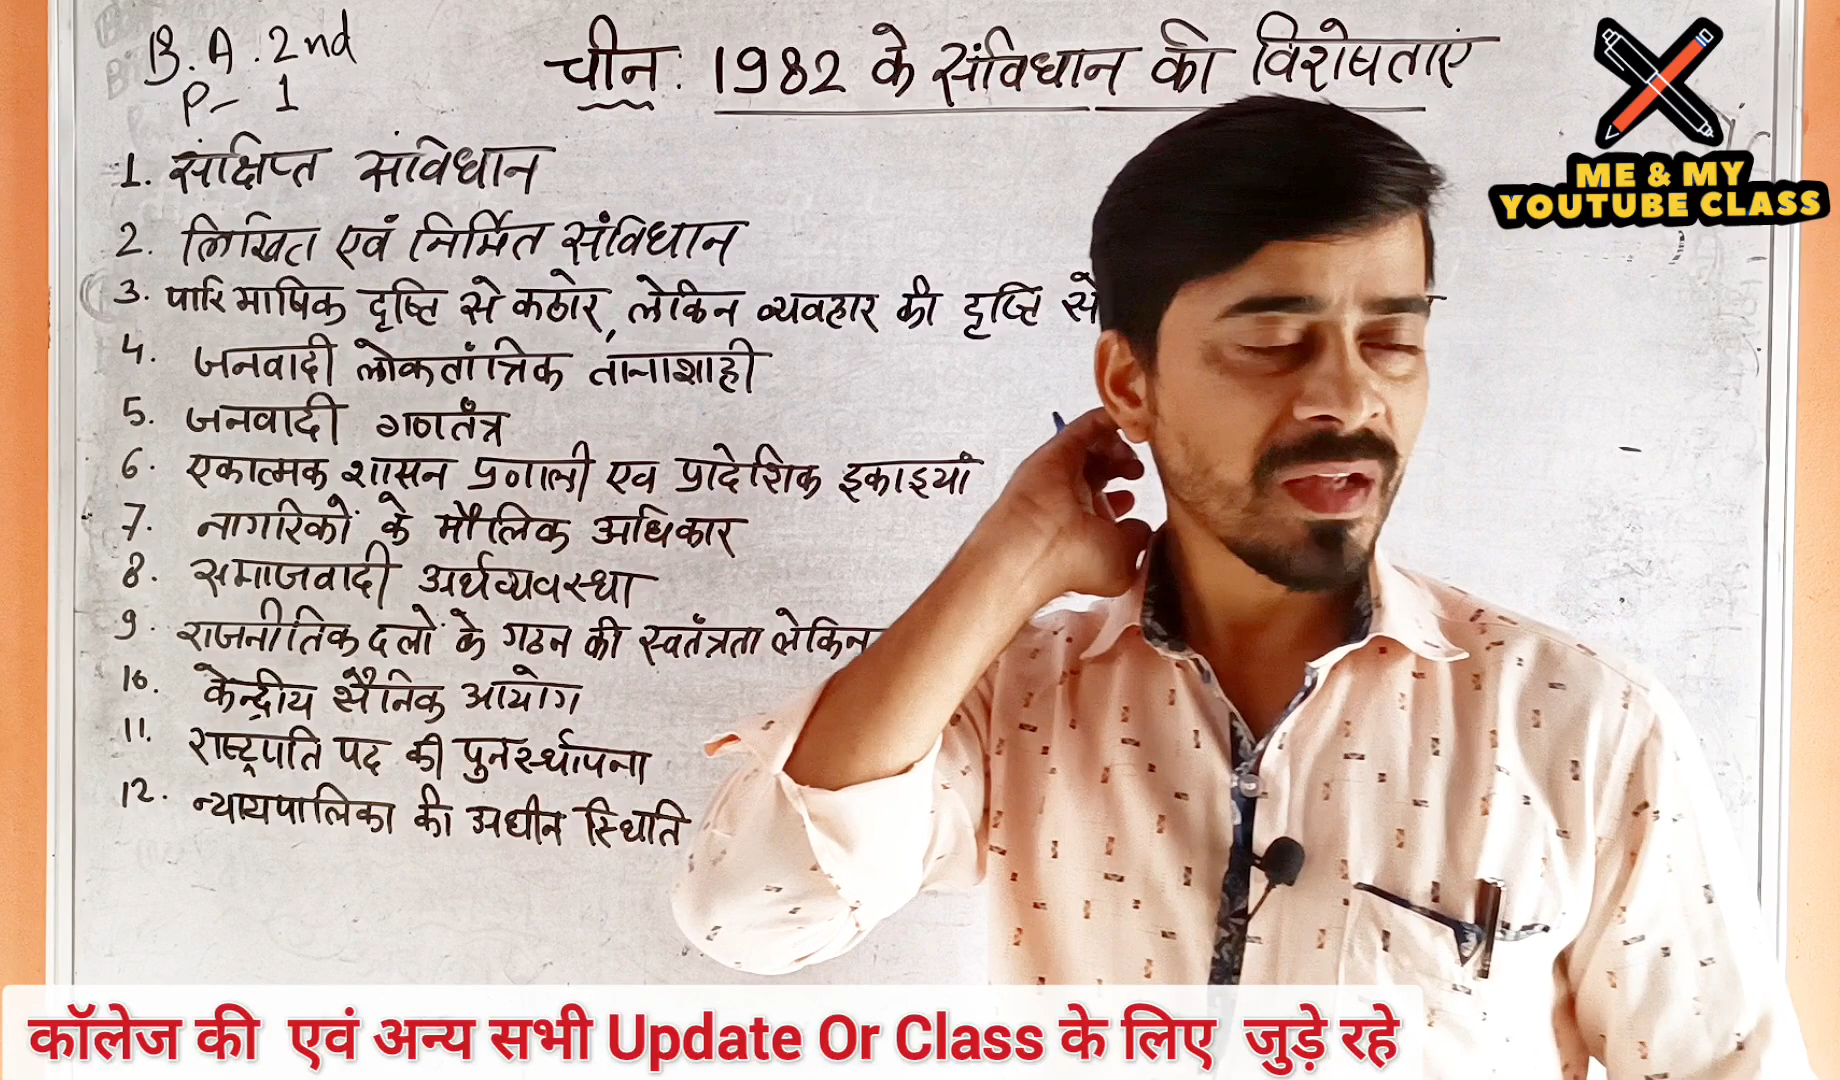 B.A. 2nd
P- 1
चीन. 1982 के संविधान की विशेषताएं
1. संक्षिप्त संविधान
2. लिखित एवं निर्मित संविधान
3. पारिभाषिक दृष्टि से कठोर, लेकिन व्यवहार की दृष्टि से
4. जनवादी लोकतांत्रिक तानाशाही
5. जनवादी गणतंत्र
6. एकात्मक शासन प्रणाली एव प्रादेशिक इकाइयां
7. नागरिकों के मौलिक अधिकार
8. समाजवादी अर्थव्यवस्था
9. राजनीतिक दलों के गठन की स्वतंत्रता लेकिन
10. केन्द्रीय सैनिक आयोग
11. राष्ट्रपति पद की पुनर्स्थापना
12. न्यायपालिका की अधीन स्थिति
ME & MY
YOUTUBE CLASS
कॉलेज की एवं अन्य सभी Update Or Class के लिए जुड़े रहे